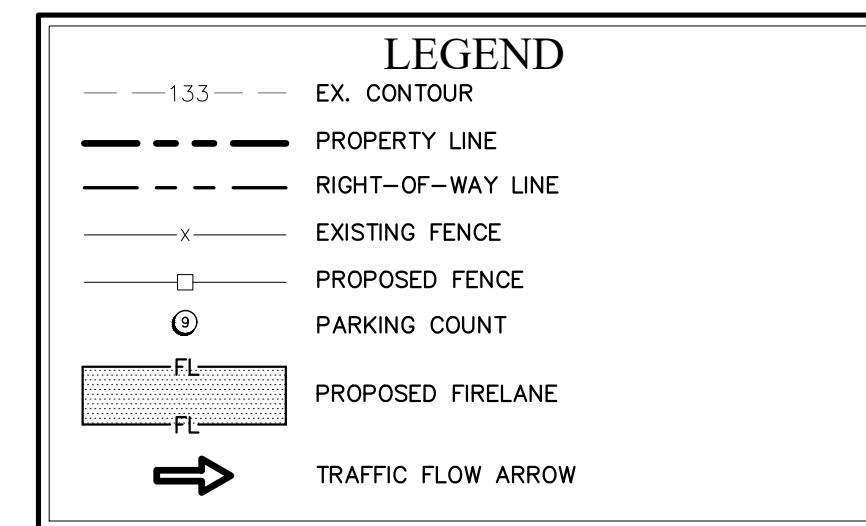 LEGEND
133 EX. CONTOUR
PROPERTY LINE
RIGHT-OF-WAY LINE
X EXISTING FENCE
PROPOSED FENCE
9 PARKING COUNT
FL
PROPOSED FIRELANE
FL
TRAFFIC FLOW ARROW